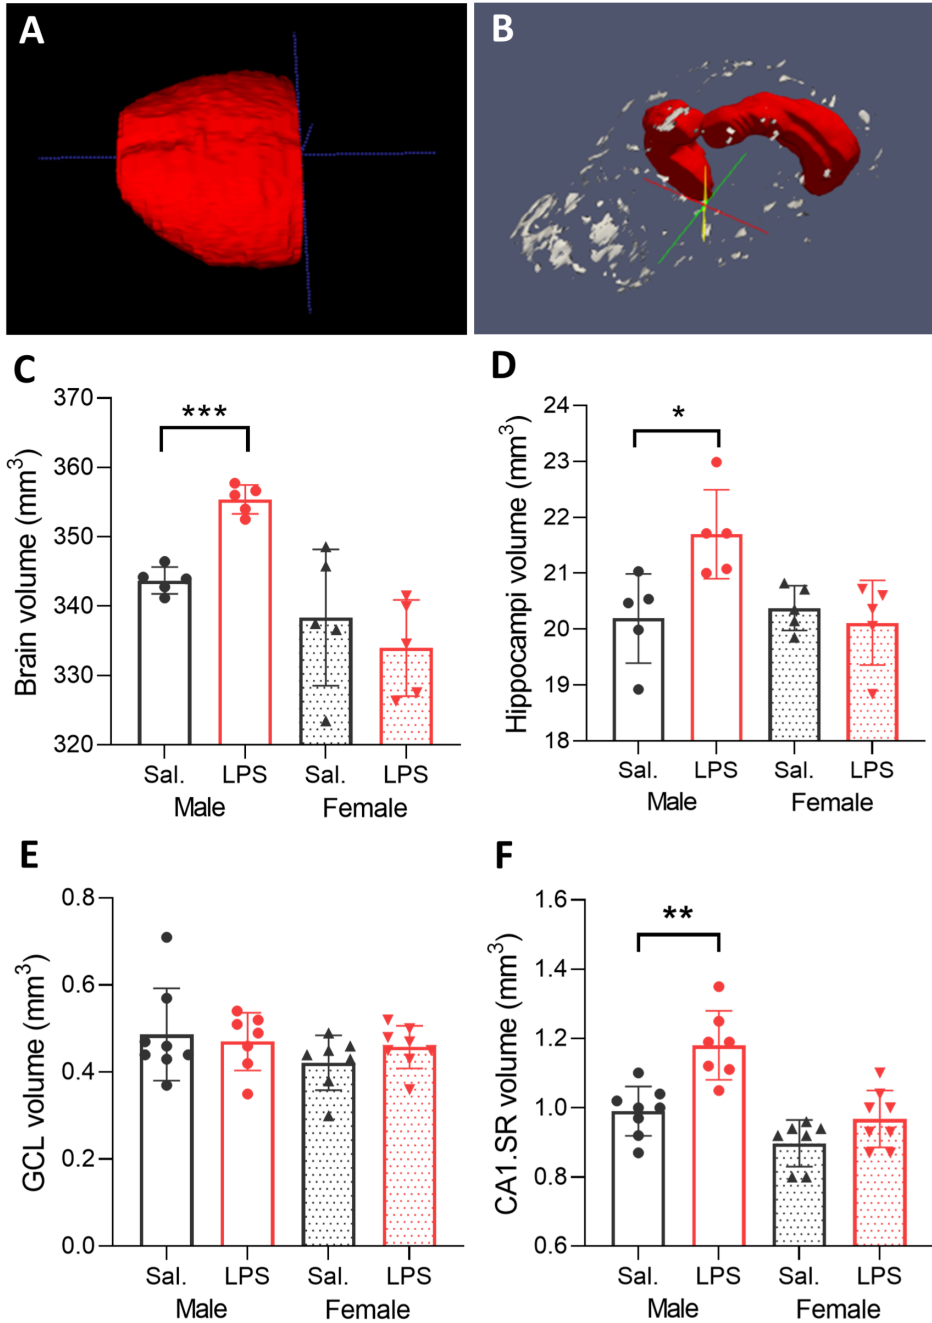 A
B
C
Brain volume (mm³)
370
360
350
340
330
320
***
Sal. LPS Sal. LPS
Male Female
D
Hippocampi volume (mm³)
24
23
22
21
20
19
18
*
Sal. LPS Sal. LPS
Male Female
E
GCL volume (mm³)
0.8
0.6
0.4
0.2
0.0
Sal. LPS Sal. LPS
Male Female
F
CA1.SR volume (mm³)
1.6
1.4
1.2
1.0
0.8
0.6
**
Sal. LPS Sal. LPS
Male Female